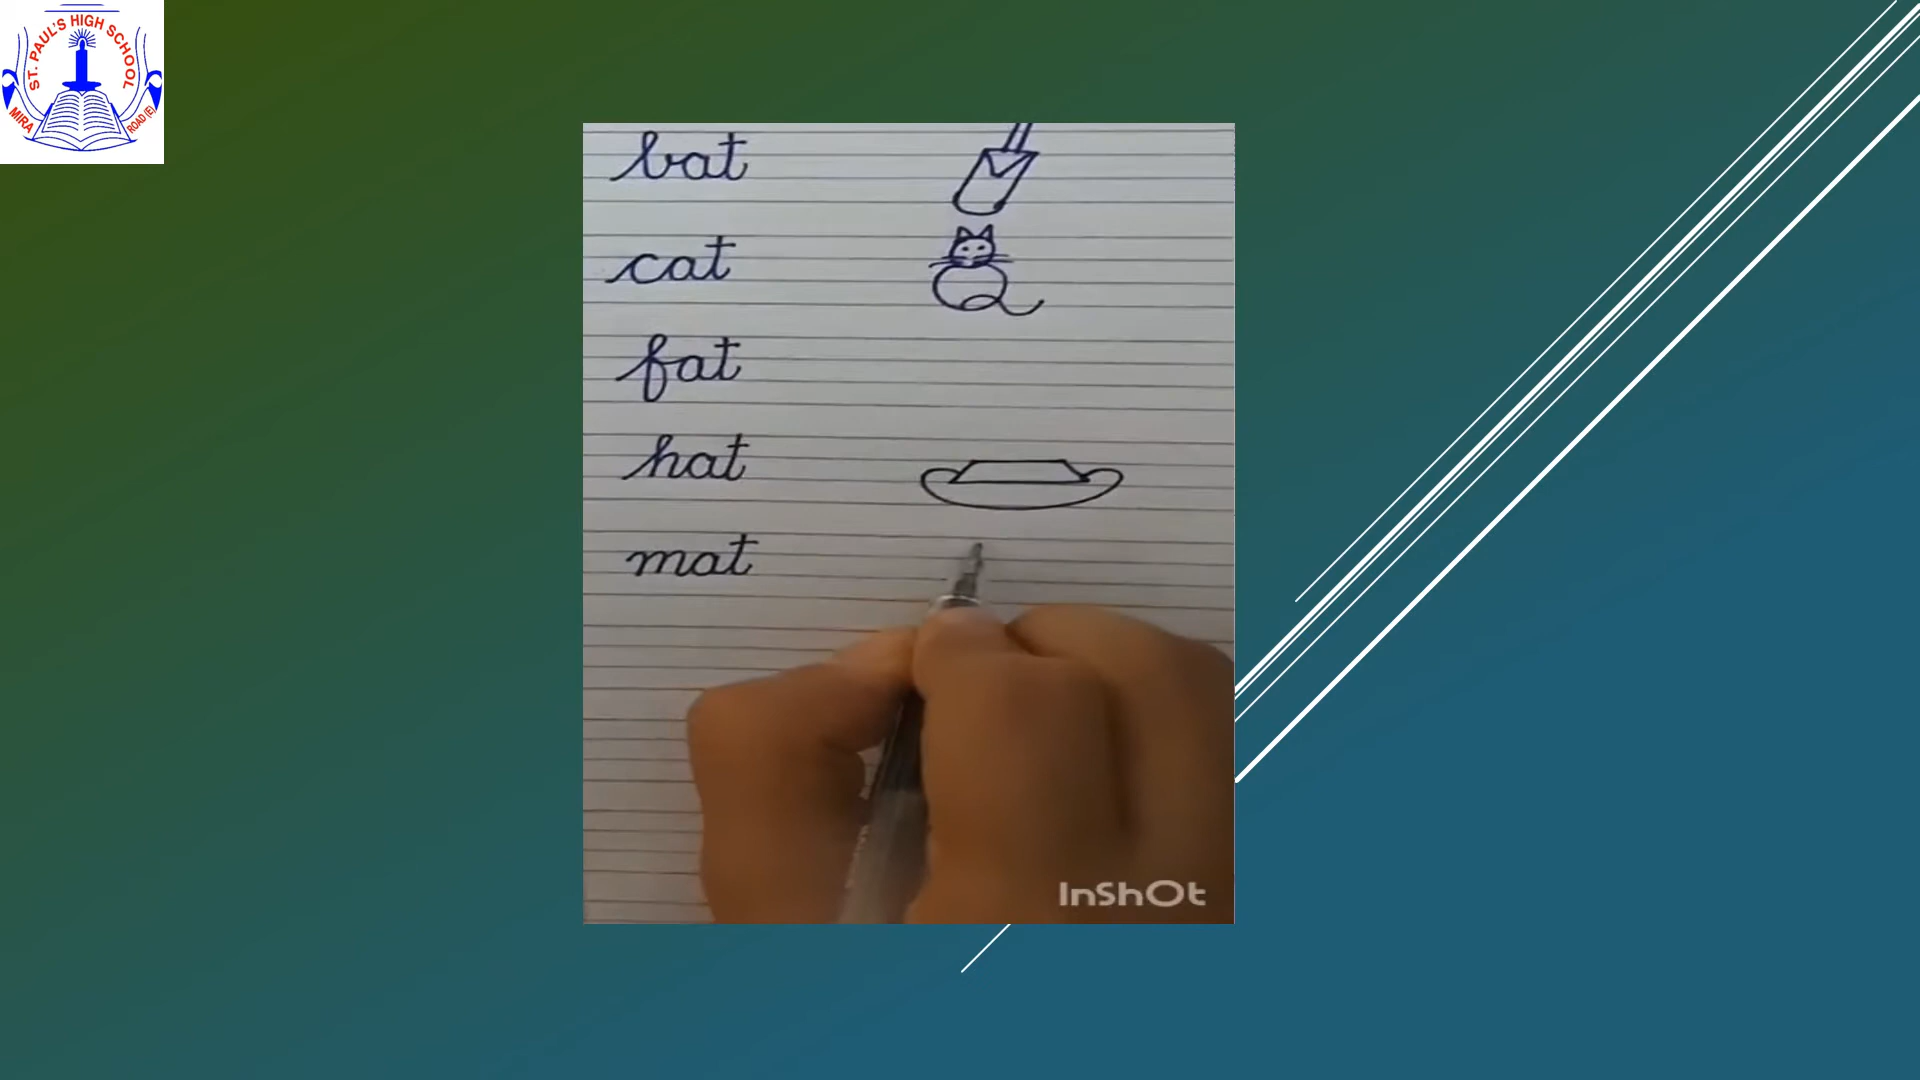 ST. PAUL'S HIGH SCHOOL
MIRA ROAD (E)
bat
cat
fat
hat
mat
InShOt